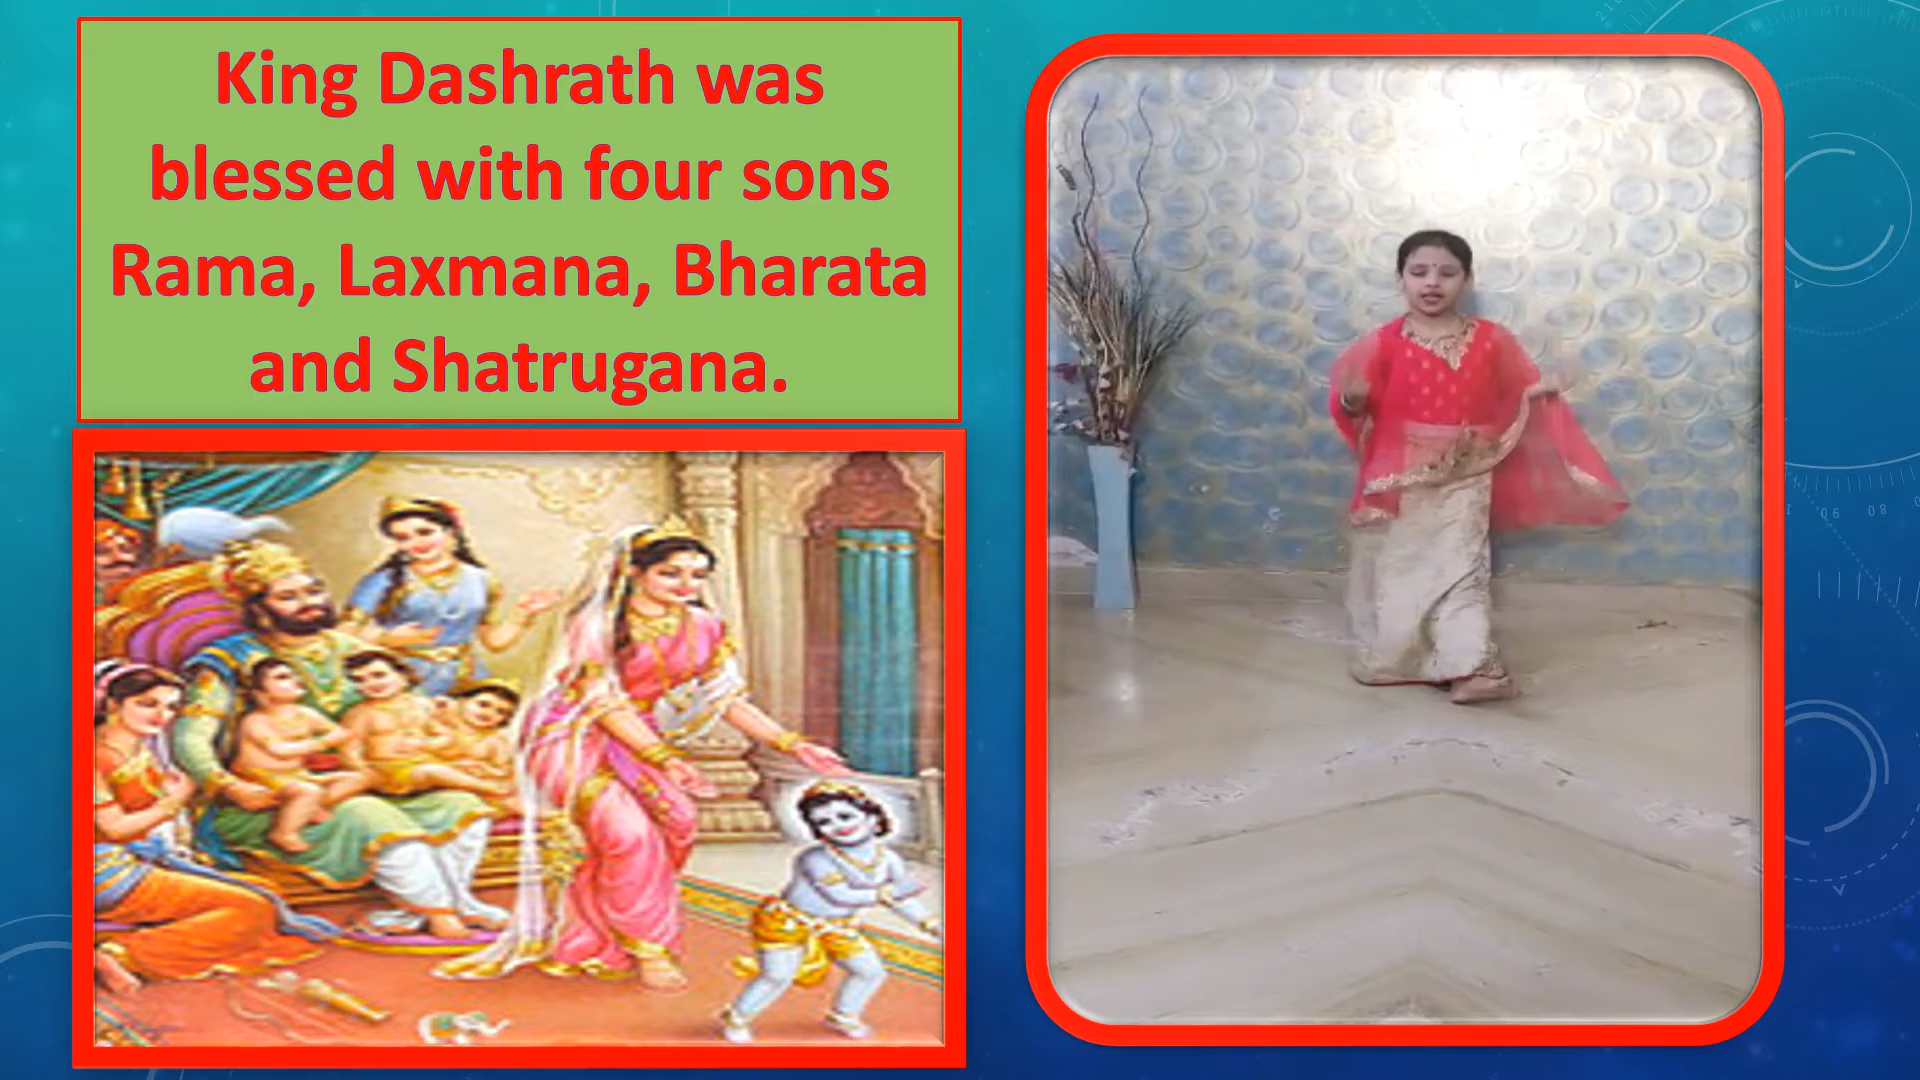 King Dashrath was
blessed with four sons
Rama, Laxmana, Bharata
and Shatrugana.